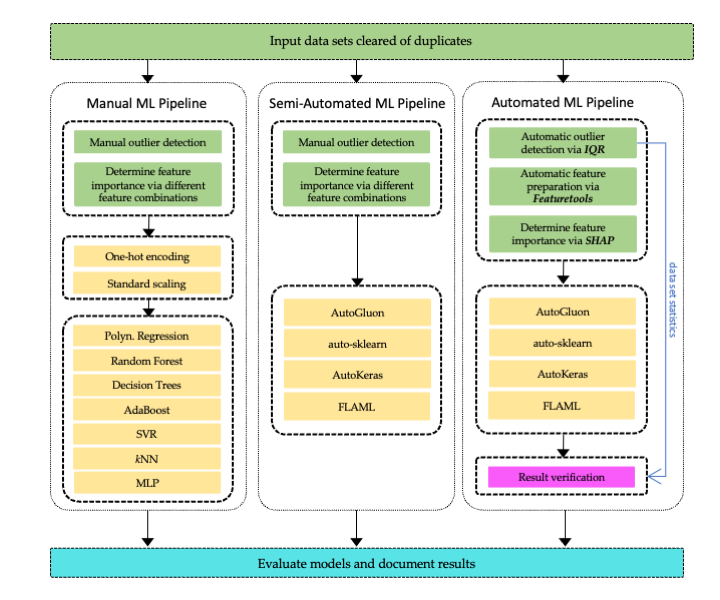 Input data sets cleared of duplicates
Manual ML Pipeline
Manual outlier detection
Determine feature
importance via different
feature combinations
One-hot encoding
Standard scaling
Polyn. Regression
Random Forest
Decision Trees
AdaBoost
SVR
kNN
MLP
Semi-Automated ML Pipeline
Manual outlier detection
Determine feature
importance via different
feature combinations
AutoGluon
auto-sklearn
AutoKeras
FLAML
Automated ML Pipeline
Automatic outlier
detection via IQR
Automatic feature
preparation via
Featuretools
Determine feature
importance via SHAP
AutoGluon
auto-sklearn
AutoKeras
FLAML
Result verification
data set statistics
Evaluate models and document results